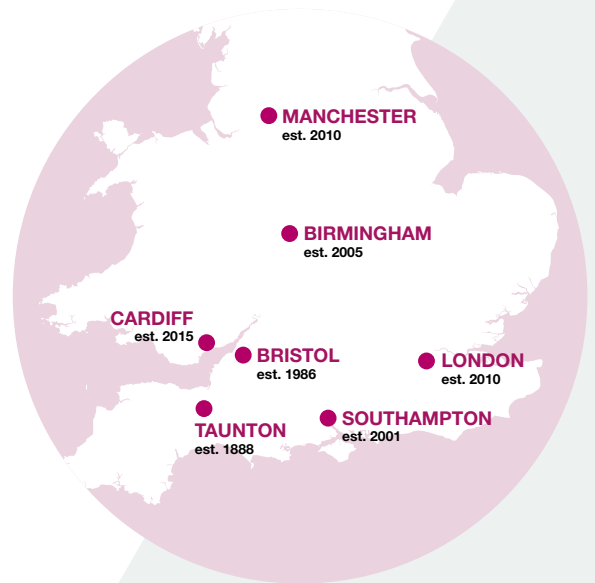 MANCHESTER
est. 2010
BIRMINGHAM
est. 2005
CARDIFF
est. 2015
BRISTOL
est. 1986
LONDON
est. 2010
TAUNTON
est. 1888
SOUTHAMPTON
est. 2001